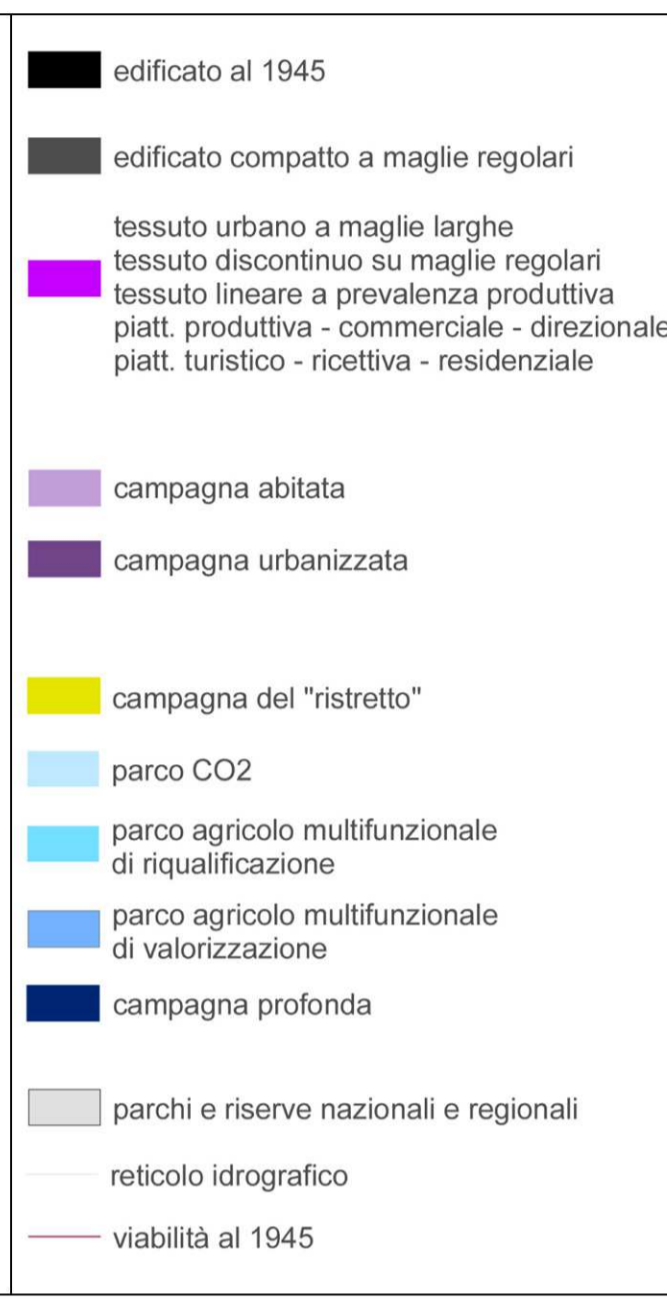 edificato al 1945
edificato compatto a maglie regolari
tessuto urbano a maglie larghe
tessuto discontinuo su maglie regolari
tessuto lineare a prevalenza produttiva
piatt. produttiva - commerciale - direzionale
piatt. turistico - ricettiva - residenziale
campagna abitata
campagna urbanizzata
campagna del "ristretto"
parco CO2
parco agricolo multifunzionale
di riqualificazione
parco agricolo multifunzionale
di valorizzazione
campagna profonda
parchi e riserve nazionali e regionali
reticolo idrografico
viabilità al 1945